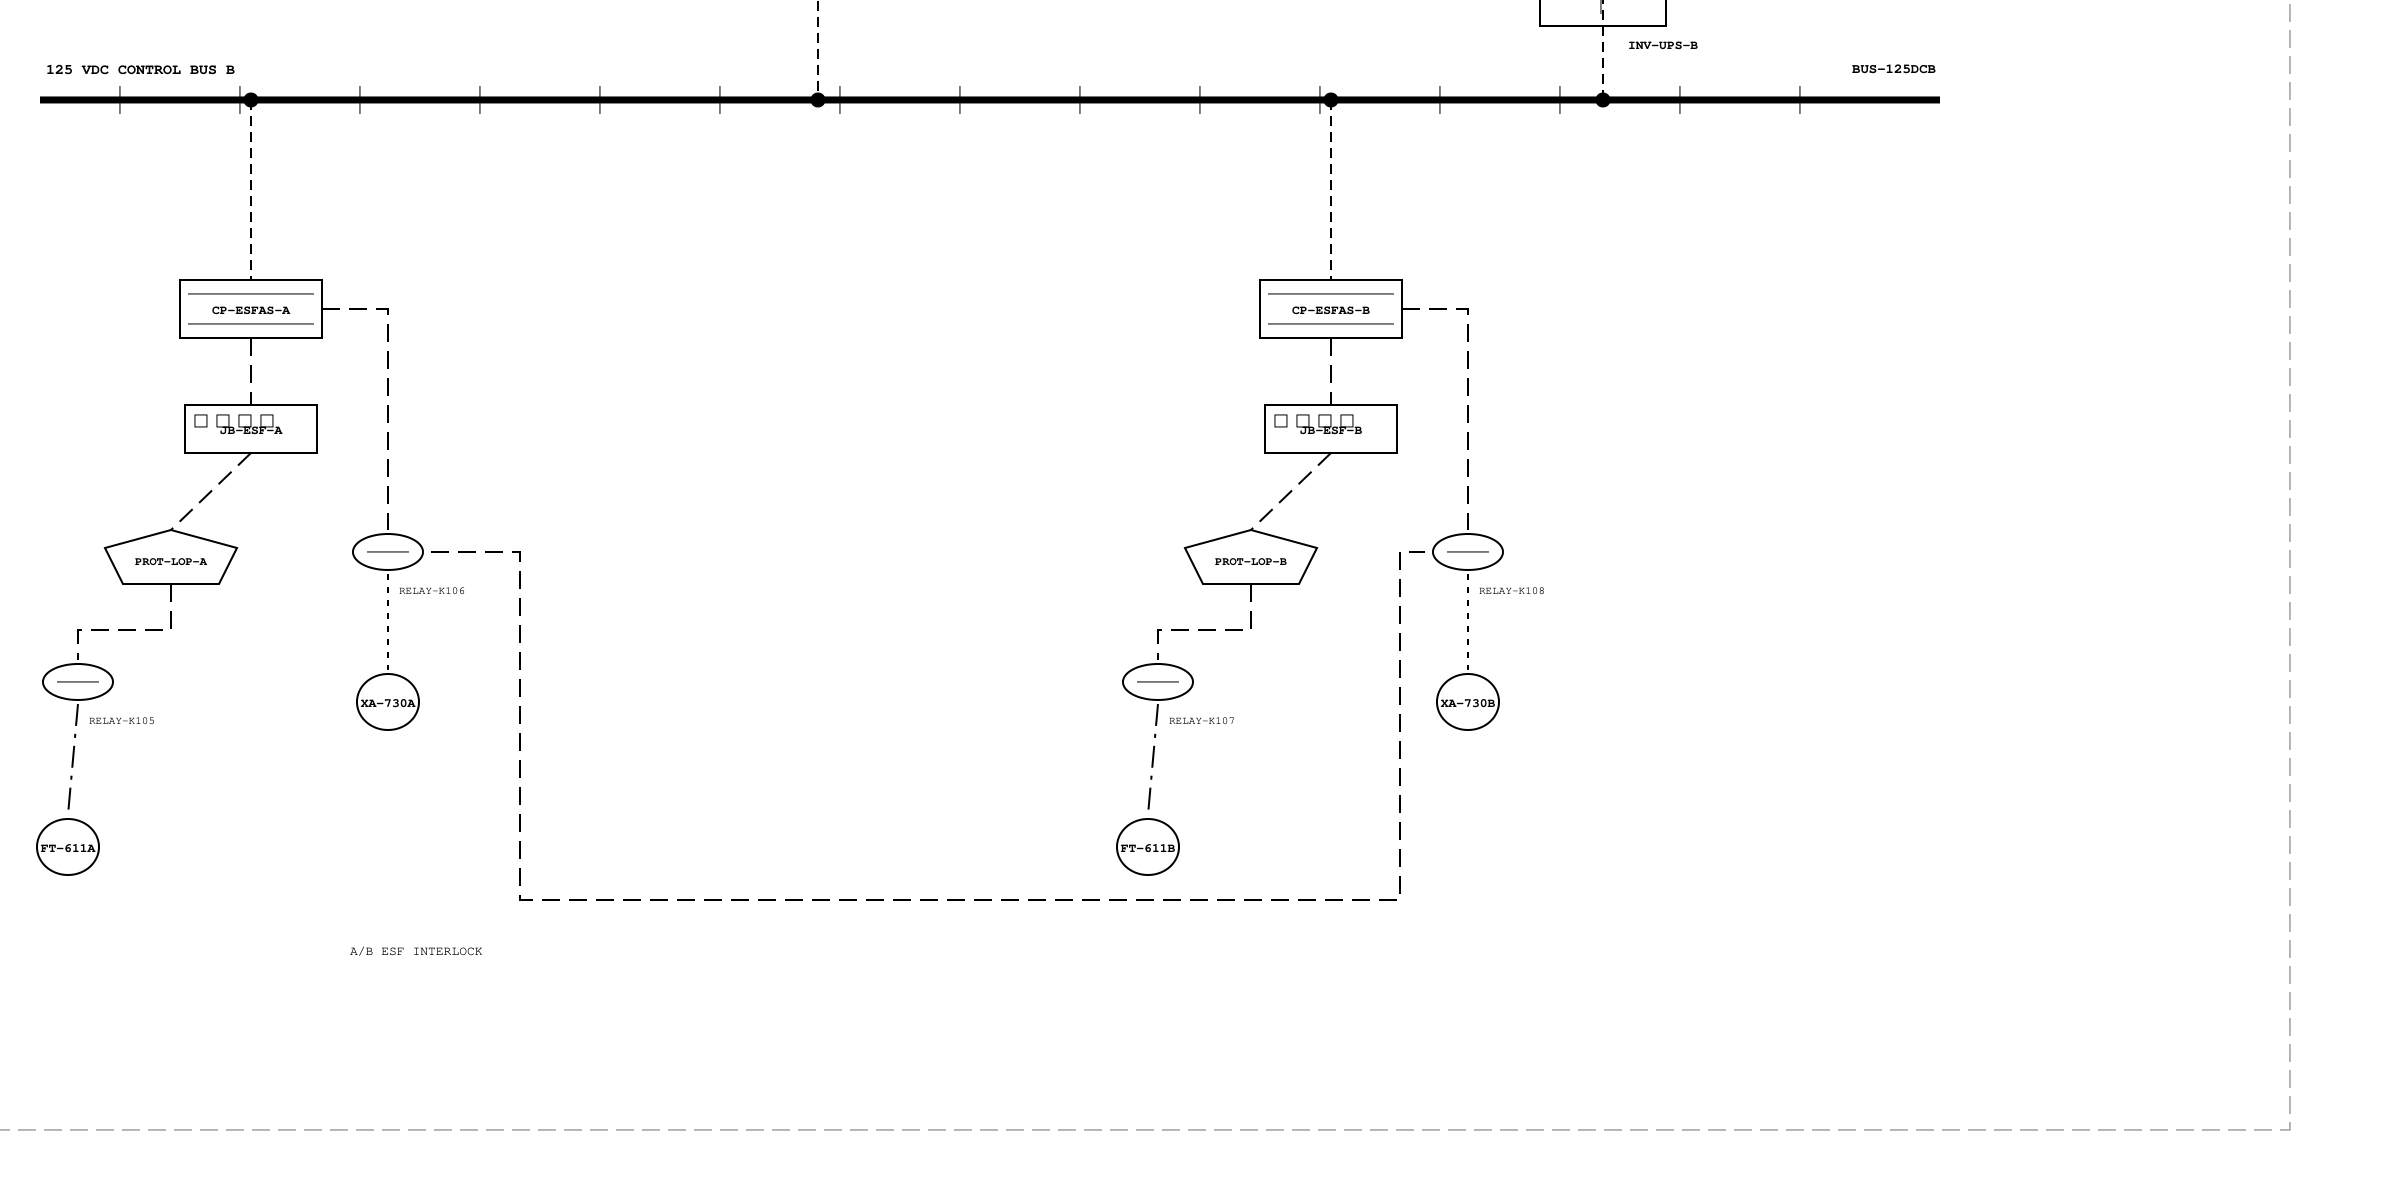 INV-UPS-B
125 VDC CONTROL BUS B
BUS-125DCB
CP-ESFAS-A
CP-ESFAS-B
JB-ESF-A
JB-ESF-B
PROT-LOP-A
PROT-LOP-B
RELAY-K106
RELAY-K108
XA-730A
XA-730B
RELAY-K105
RELAY-K107
FT-611A
FT-611B
A/B ESF INTERLOCK